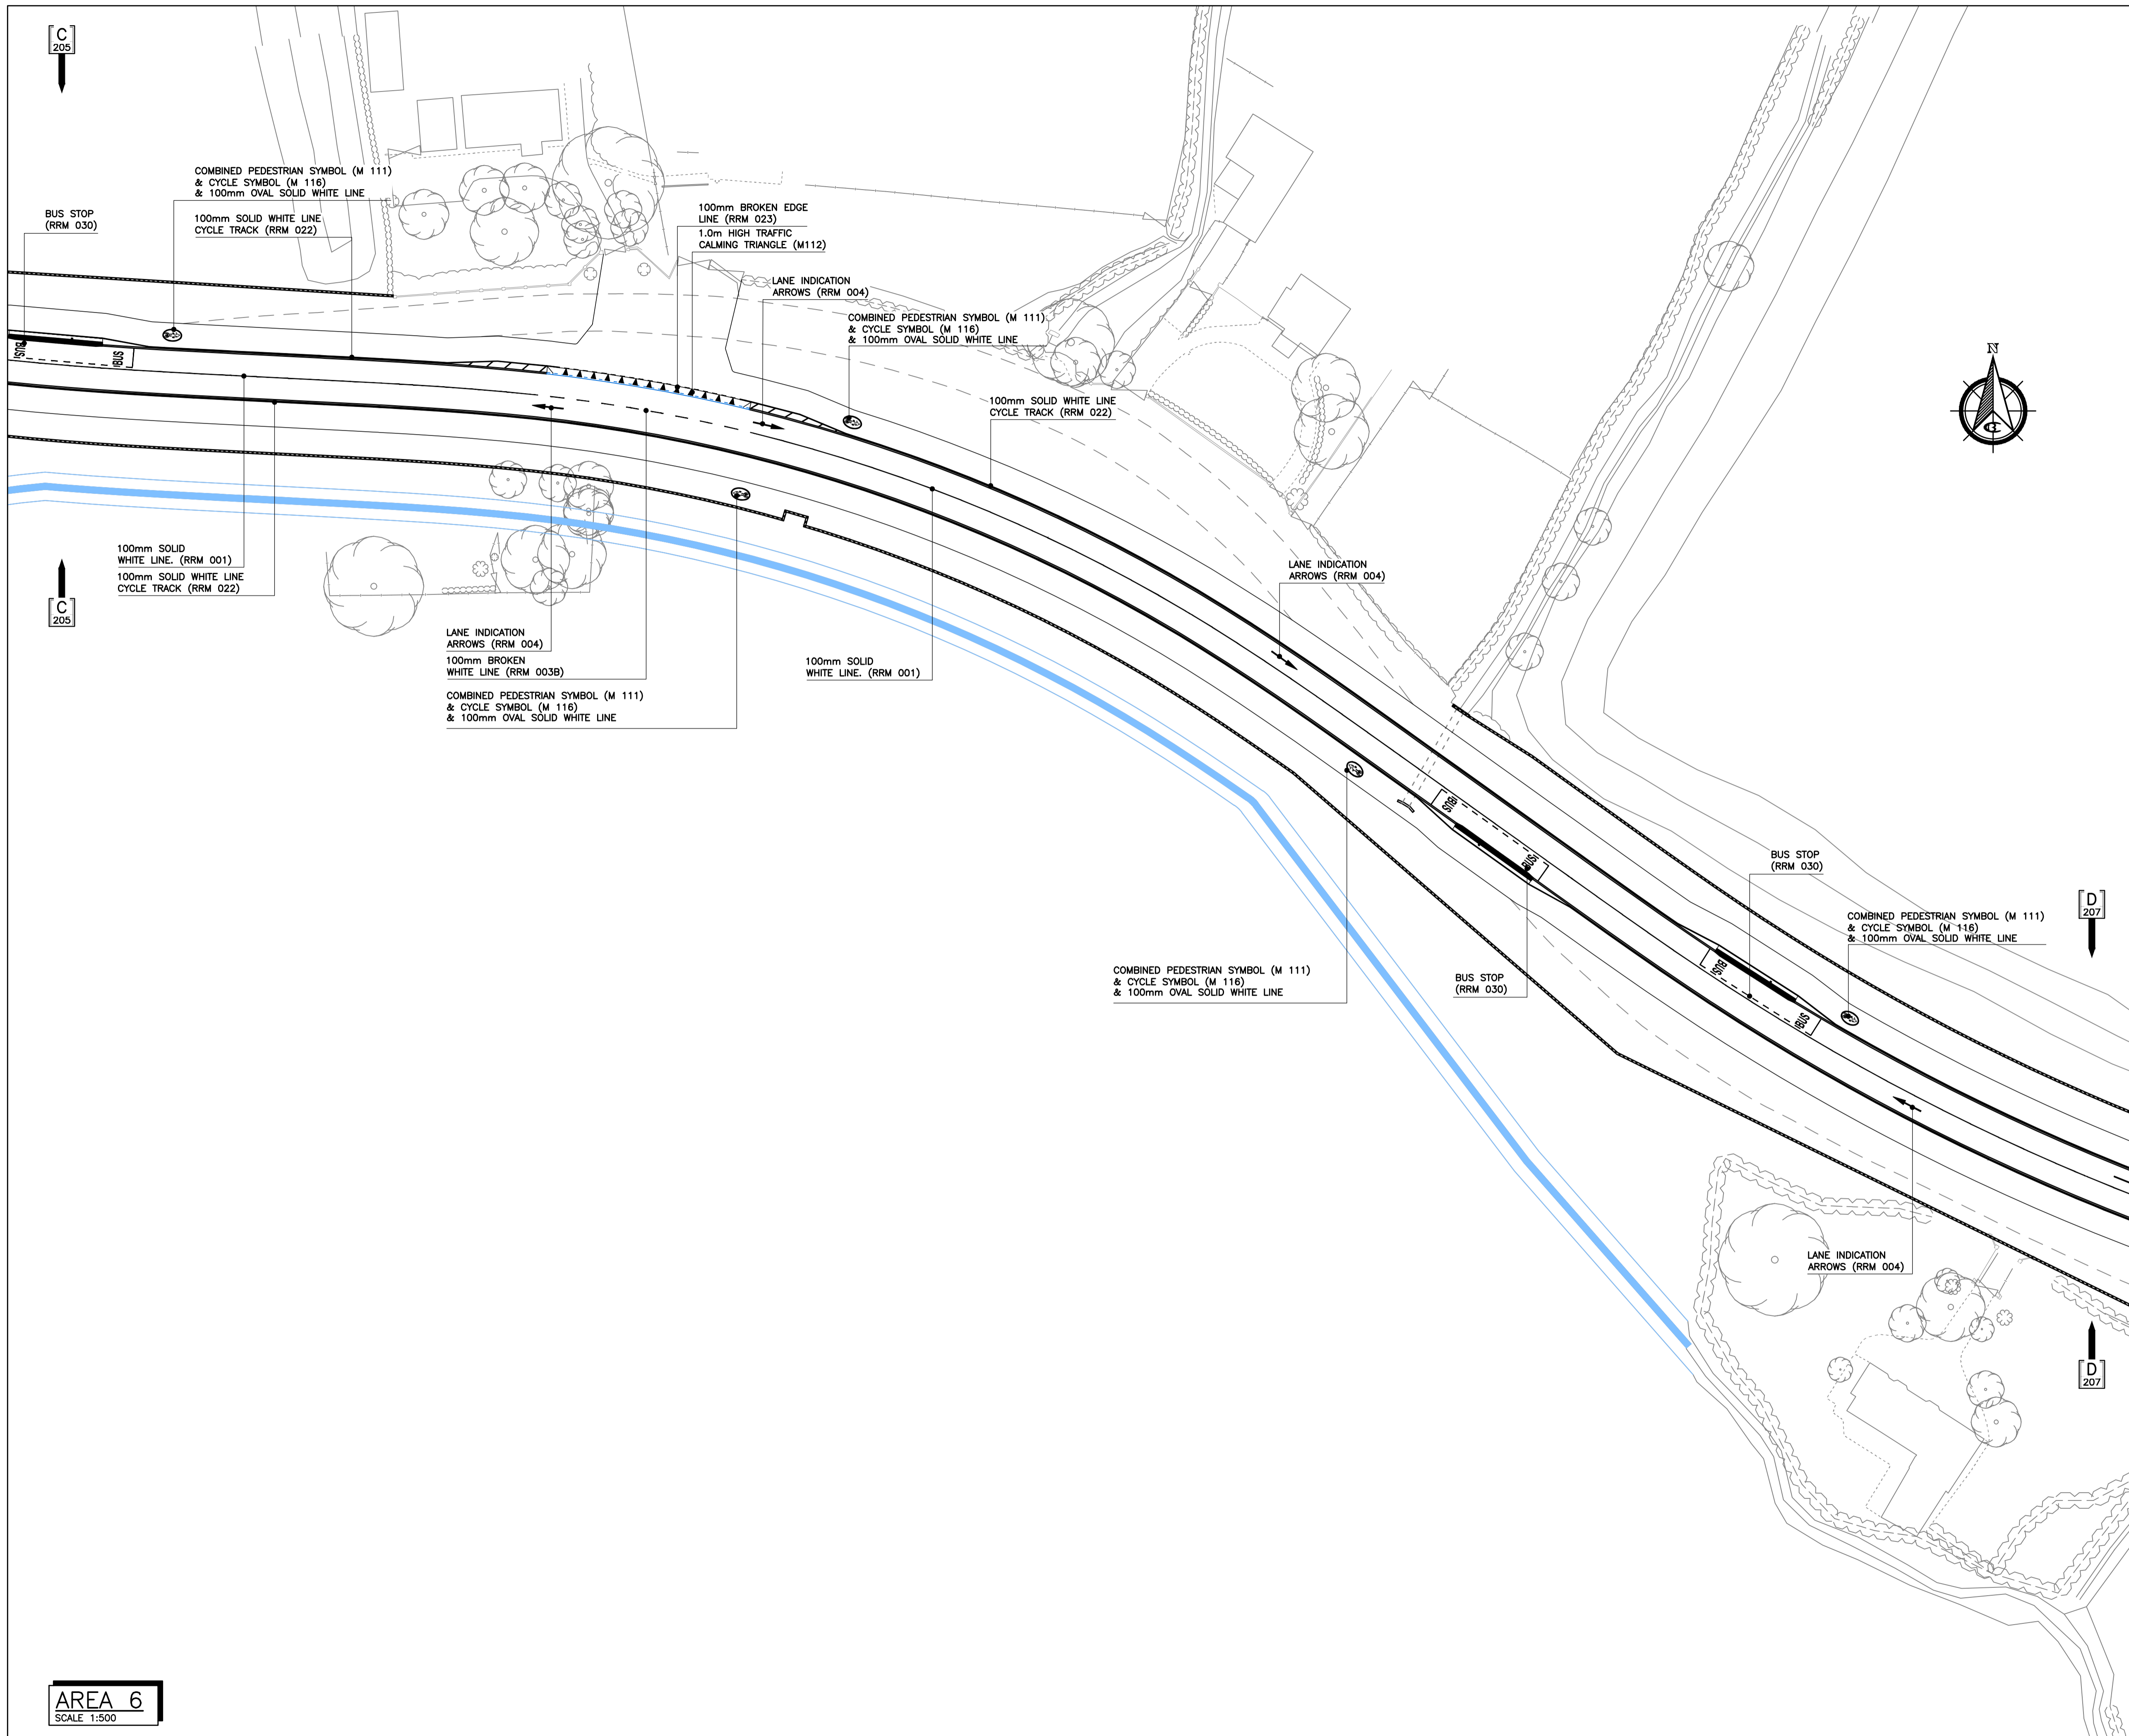 C
205
COMBINED PEDESTRIAN SYMBOL (M 111)
& CYCLE SYMBOL (M 116)
& 100mm OVAL SOLID WHITE LINE
BUS STOP
(RRM 030)
100mm SOLID WHITE LINE
CYCLE TRACK (RRM 022)
100mm BROKEN EDGE
LINE (RRM 023)
1.0m HIGH TRAFFIC
CALMING TRIANGLE (M112)
LANE INDICATION
ARROWS (RRM 004)
COMBINED PEDESTRIAN SYMBOL (M 111)
& CYCLE SYMBOL (M 116)
& 100mm OVAL SOLID WHITE LINE
N
BUS
BUS
100mm SOLID WHITE LINE
CYCLE TRACK (RRM 022)
100mm SOLID
WHITE LINE. (RRM 001)
100mm SOLID WHITE LINE
CYCLE TRACK (RRM 022)
C
205
LANE INDICATION
ARROWS (RRM 004)
LANE INDICATION
ARROWS (RRM 004)
100mm BROKEN
WHITE LINE (RRM 003B)
100mm SOLID
WHITE LINE. (RRM 001)
COMBINED PEDESTRIAN SYMBOL (M 111)
& CYCLE SYMBOL (M 116)
& 100mm OVAL SOLID WHITE LINE
BUS
BUS
BUS STOP
(RRM 030)
D
207
COMBINED PEDESTRIAN SYMBOL (M 111)
& CYCLE SYMBOL (M 116)
& 100mm OVAL SOLID WHITE LINE
COMBINED PEDESTRIAN SYMBOL (M 111)
& CYCLE SYMBOL (M 116)
& 100mm OVAL SOLID WHITE LINE
BUS STOP
(RRM 030)
BUS
BUS
LANE INDICATION
ARROWS (RRM 004)
D
207
AREA 6
SCALE 1:500